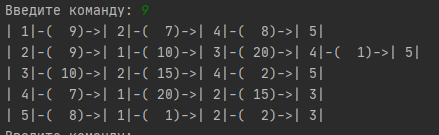 Введите команду: 9
| 1|-(  9)->| 2|-(  7)->| 4|-(  8)->| 5|
| 2|-(  9)->| 1|-( 10)->| 3|-( 20)->| 4|-(  1)->| 5|
| 3|-( 10)->| 2|-( 15)->| 4|-(  2)->| 5|
| 4|-(  7)->| 1|-( 20)->| 2|-( 15)->| 3|
| 5|-(  8)->| 1|-(  1)->| 2|-(  2)->| 3|
Введите команду: